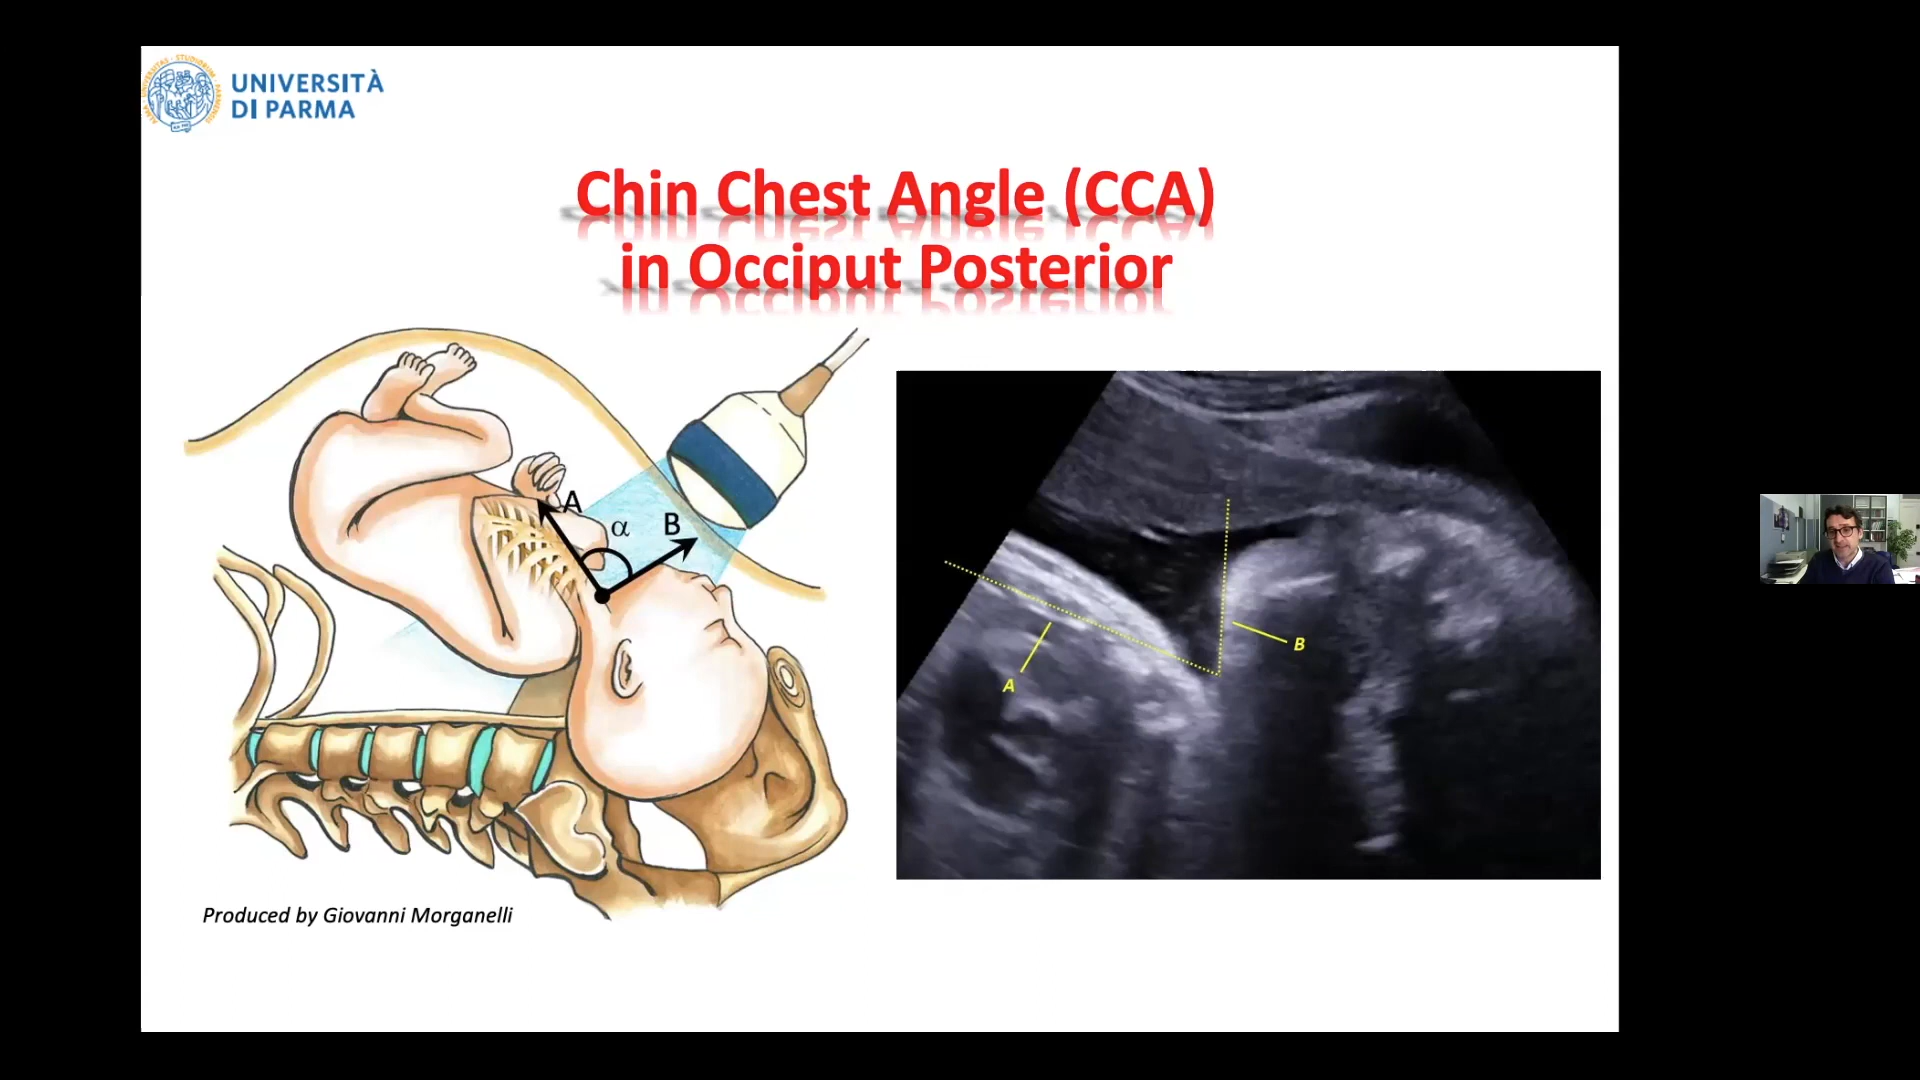 UNIVERSITÀ
DI PARMA
Chin Chest Angle (CCA)
in Occiput Posterior
A
α
B
A
B
Produced by Giovanni Morganelli